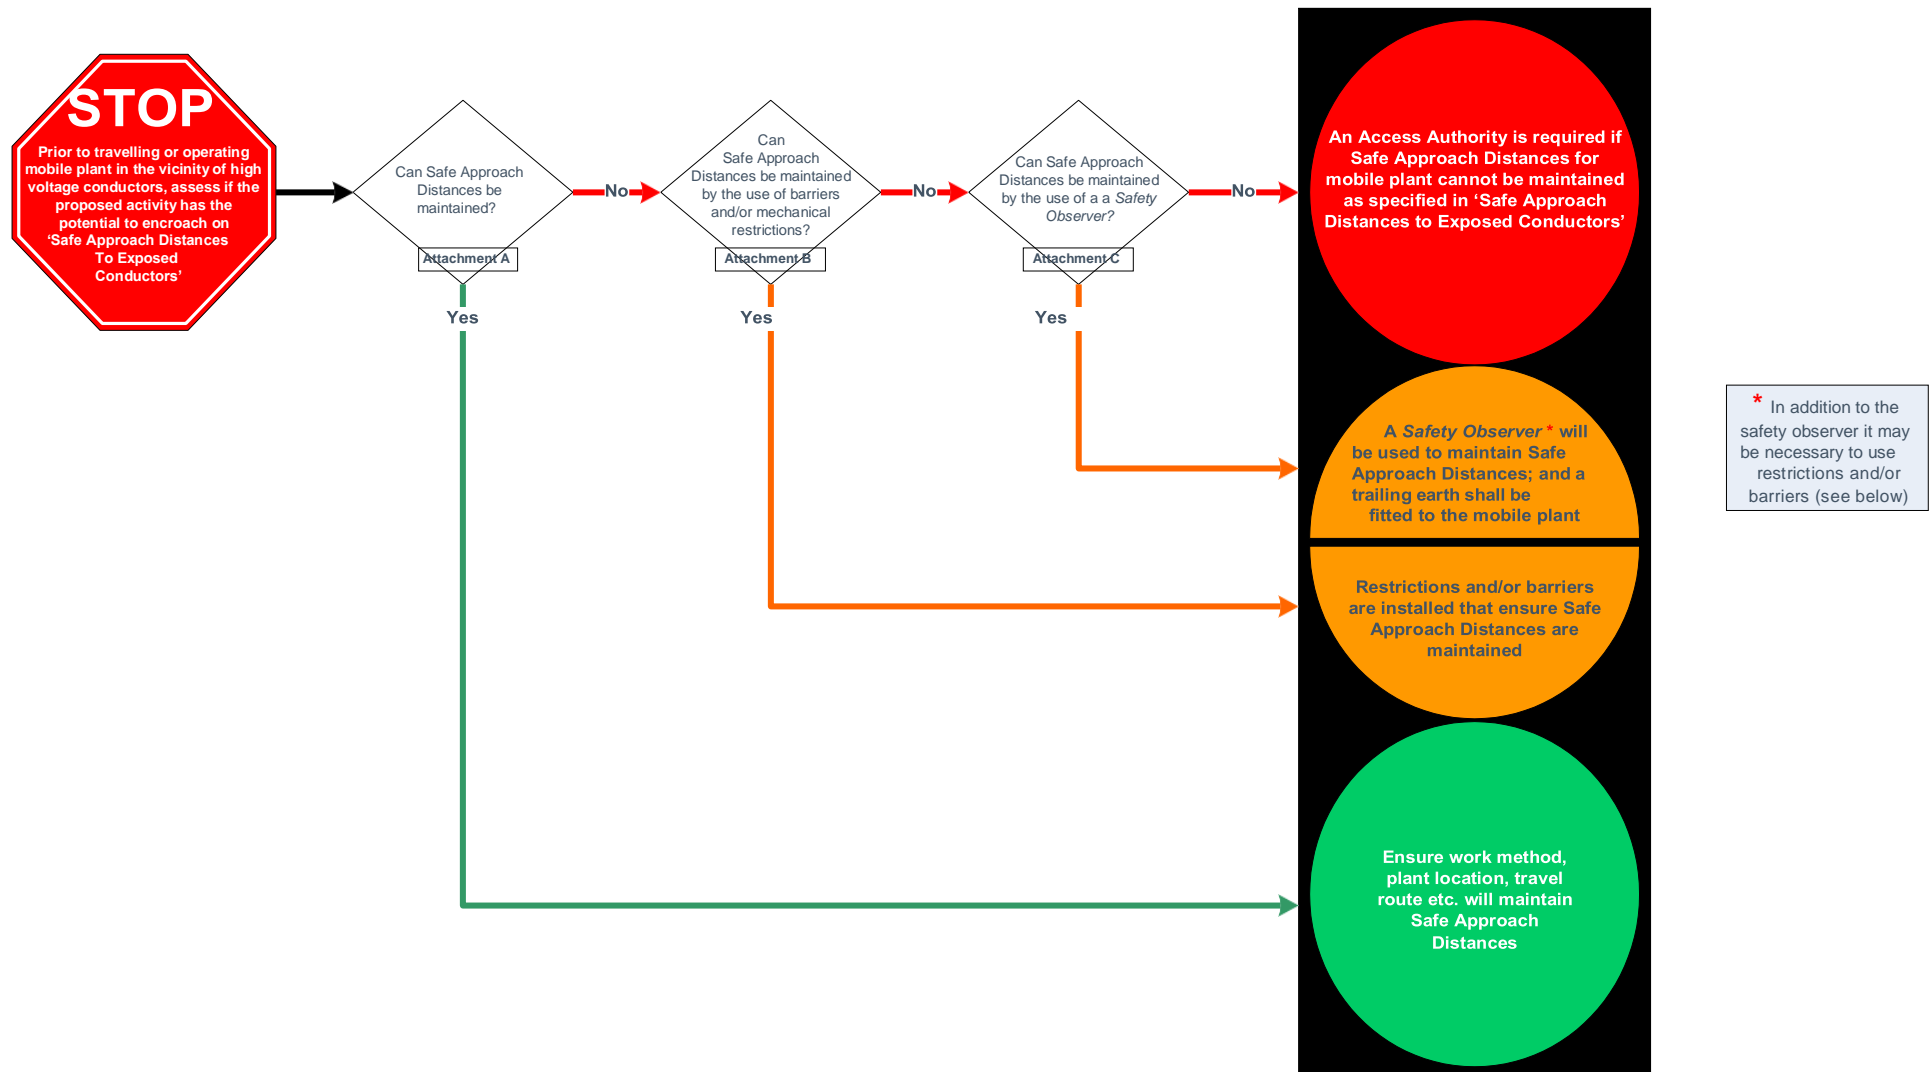 STOP
Prior to travelling or operating
mobile plant in the vicinity of high
voltage conductors, assess if the
proposed activity has the
potential to encroach on
‘Safe Approach Distances
To Exposed
Conductors’
Can Safe Approach
Distances be
maintained?
Attachment A
No
Yes
Can
Safe Approach
Distances be maintained
by the use of barriers
and/or mechanical
restrictions?
Attachment B
No
Yes
Can Safe Approach
Distances be maintained
by the use of a a Safety
Observer?
Attachment C
No
Yes
An Access Authority is required if
Safe Approach Distances for
mobile plant cannot be maintained
as specified in ‘Safe Approach
Distances to Exposed Conductors’
A Safety Observer * will
be used to maintain Safe
Approach Distances; and a
trailing earth shall be
fitted to the mobile plant
Restrictions and/or barriers
are installed that ensure Safe
Approach Distances are
maintained
Ensure work method,
plant location, travel
route etc. will maintain
Safe Approach
Distances
* In addition to the
safety observer it may
be necessary to use
restrictions and/or
barriers (see below)